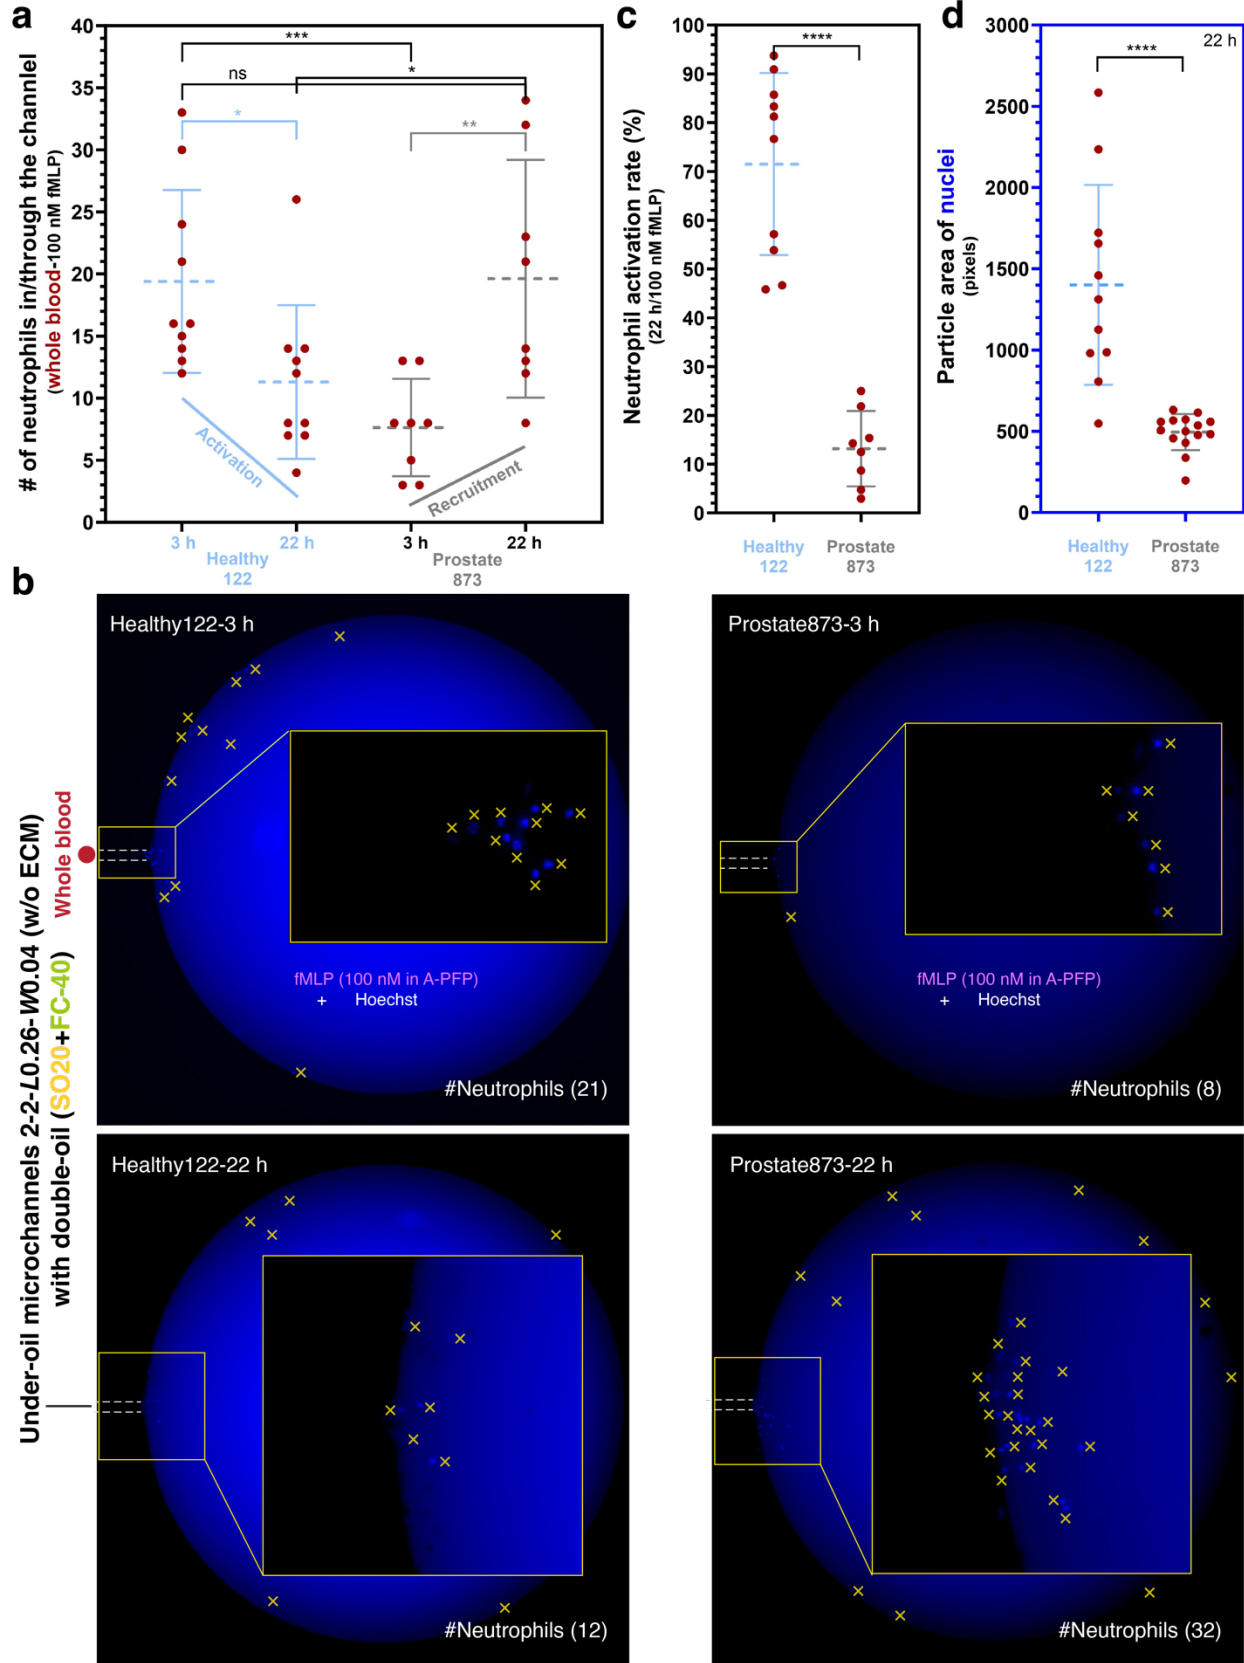 a
# of neutrophils in/through the channlel
(whole blood-100 nM fMLP)
40
35
30
25
20
15
10
5
0
***
ns
*
*
**
Activation
Recruitment
3 h
22 h
3 h
22 h
Healthy
122
Prostate
873
c
Neutrophil activation rate (%)
(22 h/100 nM fMLP)
100
90
80
70
60
50
40
30
20
10
0
****
Healthy
122
Prostate
873
d
Particle area of nuclei
(pixels)
3000
2500
2000
1500
1000
500
0
22 h
****
Healthy
122
Prostate
873
b
Under-oil microchannels 2-2-L0.26-W0.04 (w/o ECM)
with double-oil (SO20+FC-40)
Whole blood
Healthy122-3 h
fMLP (100 nM in A-PFP)
+ Hoechst
#Neutrophils (21)
Prostate873-3 h
fMLP (100 nM in A-PFP)
+ Hoechst
#Neutrophils (8)
Healthy122-22 h
#Neutrophils (12)
Prostate873-22 h
#Neutrophils (32)